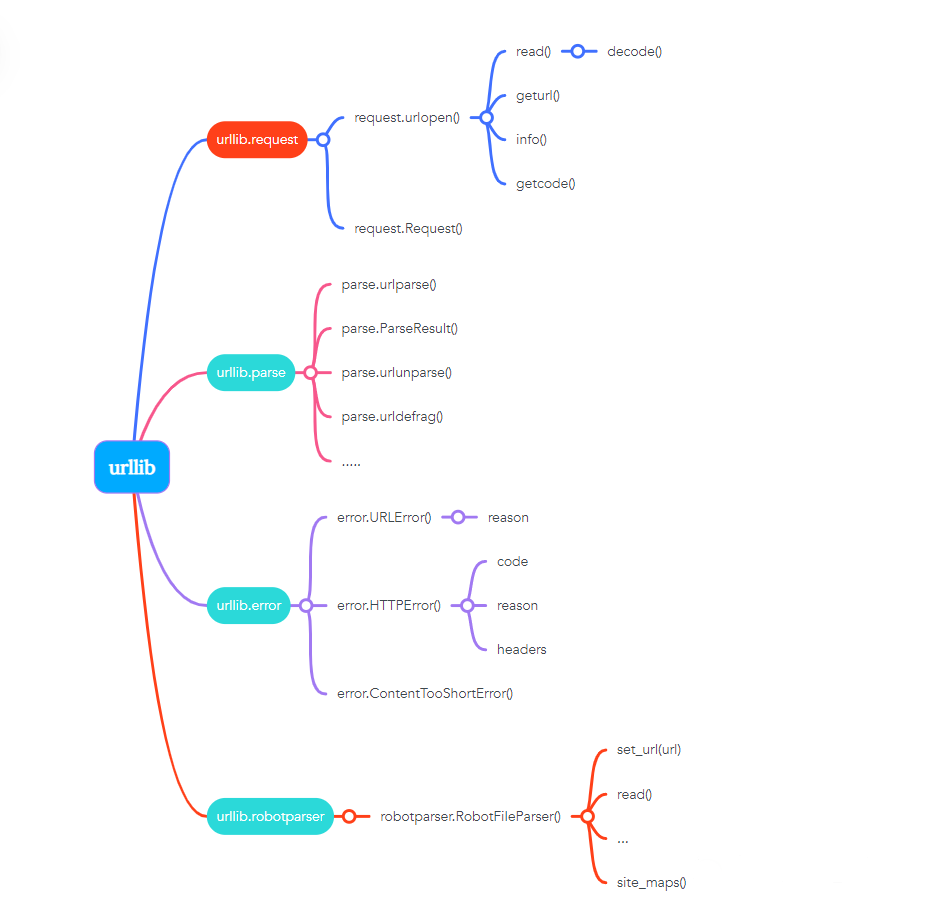 urllib
urllib.request
request.urlopen()
read()
decode()
geturl()
info()
getcode()
request.Request()
urllib.parse
parse.urlparse()
parse.ParseResult()
parse.urlunparse()
parse.urldefrag()
.....
urllib.error
error.URLError()
reason
error.HTTPError()
code
reason
headers
error.ContentTooShortError()
urllib.robotparser
robotparser.RobotFileParser()
set_url(url)
read()
...
site_maps()